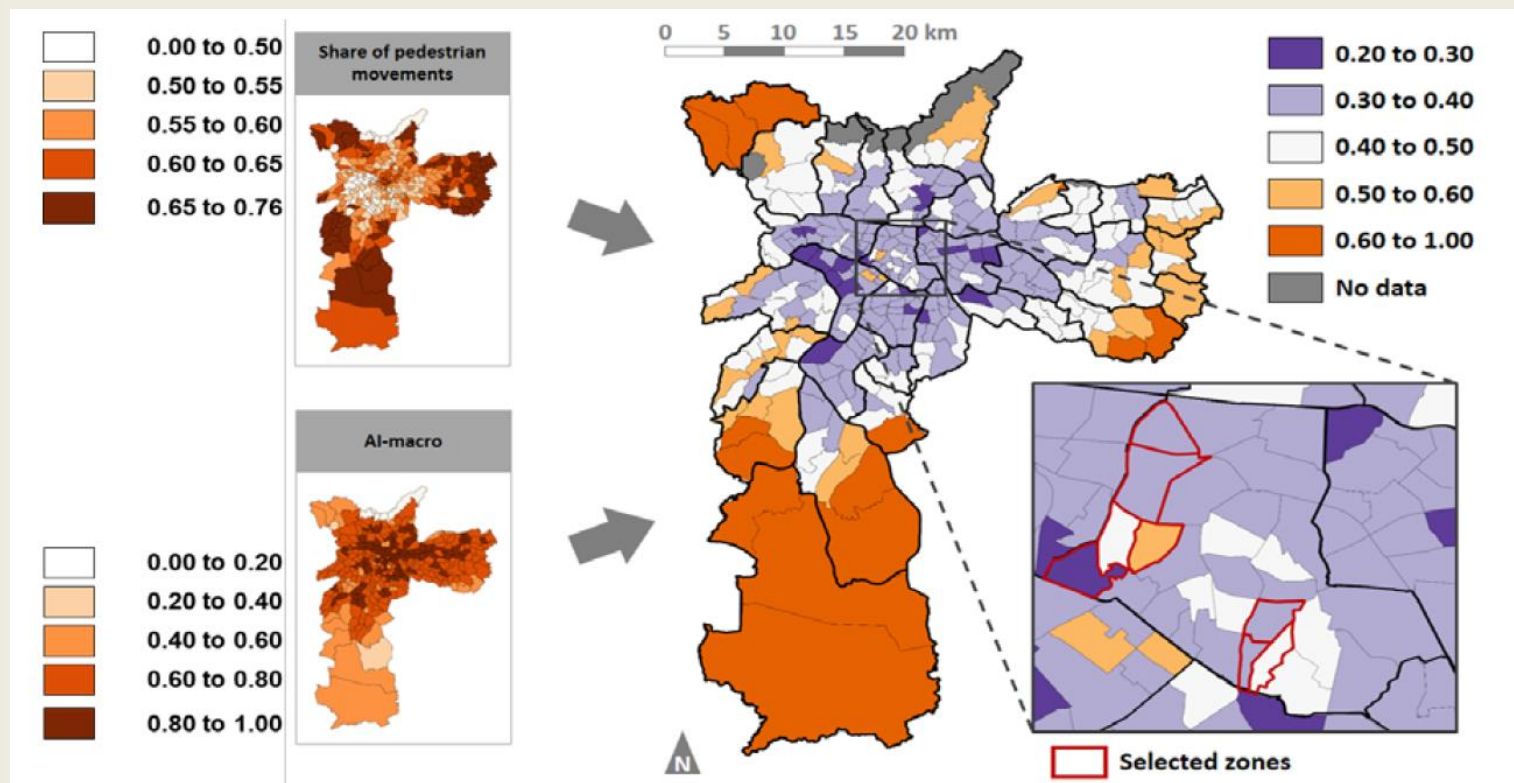 0.00 to 0.50
0.50 to 0.55
0.55 to 0.60
0.60 to 0.65
0.65 to 0.76
Share of pedestrian
movements
0 5 10 15 20 km
0.20 to 0.30
0.30 to 0.40
0.40 to 0.50
0.50 to 0.60
0.60 to 1.00
No data
AI-macro
0.00 to 0.20
0.20 to 0.40
0.40 to 0.60
0.60 to 0.80
0.80 to 1.00
N
Selected zones